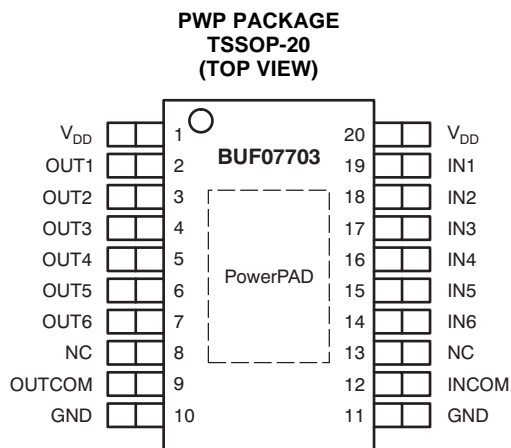 PWP PACKAGE
TSSOP-20
(TOP VIEW)
VDD 1 20 VDD
BUF07703
OUT1 2 19 IN1
OUT2 3 18 IN2
OUT3 4 17 IN3
OUT4 5 16 IN4
PowerPAD
OUT5 6 15 IN5
OUT6 7 14 IN6
NC 8 13 NC
OUTCOM 9 12 INCOM
GND 10 11 GND